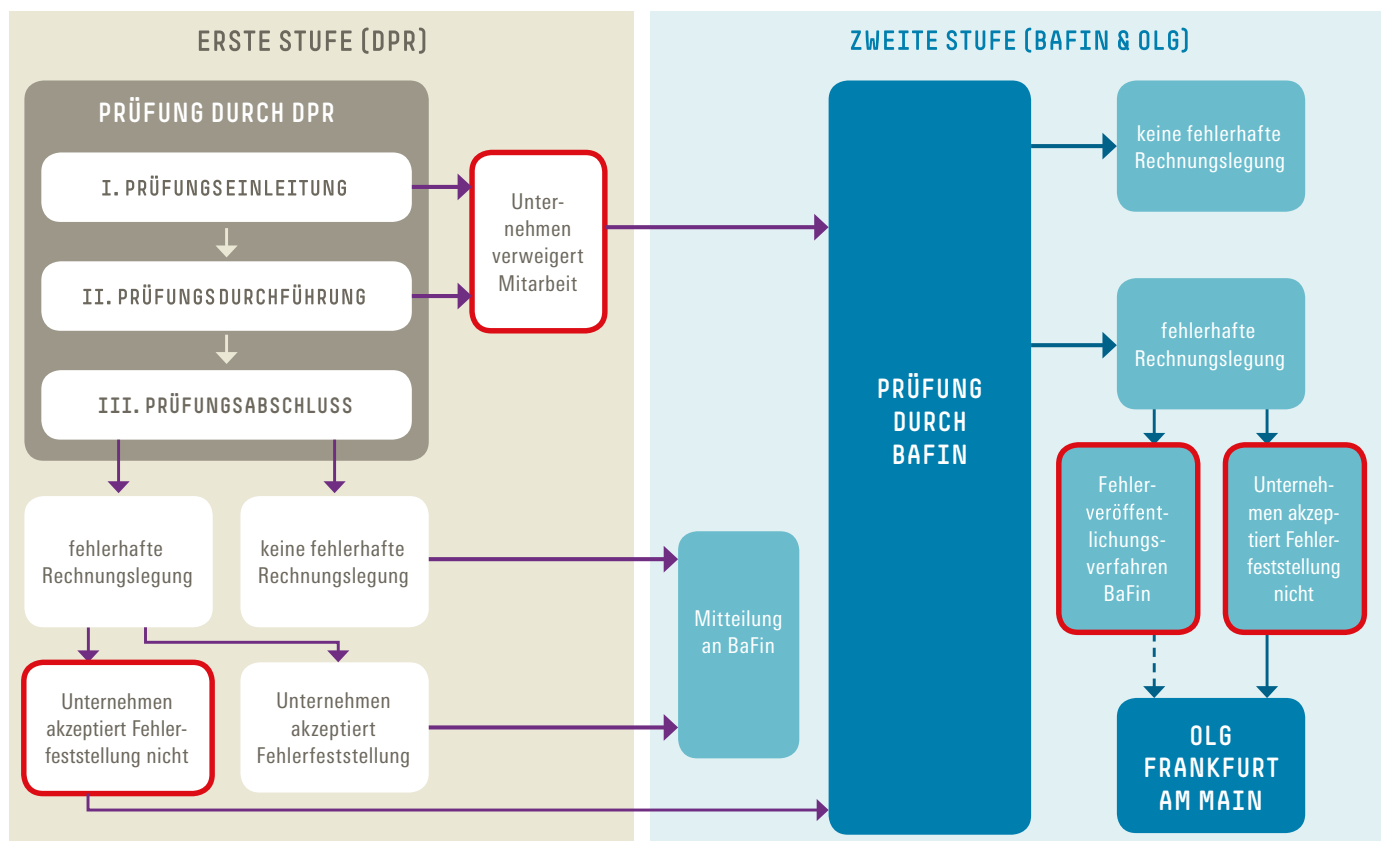 ERSTE STUFE (DPR)
PRÜFUNG DURCH DPR
I. PRÜFUNGSEINLEITUNG
II. PRÜFUNGSDURCHFÜHRUNG
III. PRÜFUNGSABSCHLUSS
Unter-
nehmen
verweigert
Mitarbeit
fehlerhafte
Rechnungslegung
keine fehlerhafte
Rechnungslegung
Unternehmen
akzeptiert Fehler-
feststellung nicht
Unternehmen
akzeptiert
Fehlerfeststellung
ZWEITE STUFE (BAFIN & OLG)
Mitteilung
an BaFin
PRÜFUNG
DURCH
BAFIN
keine fehlerhafte
Rechnungslegung
fehlerhafte
Rechnungslegung
Fehler-
veröffent-
lichungs-
verfahren
BaFin
Unterneh-
men akzep-
tiert Fehler-
feststellung
nicht
OLG
FRANKFURT
AM MAIN